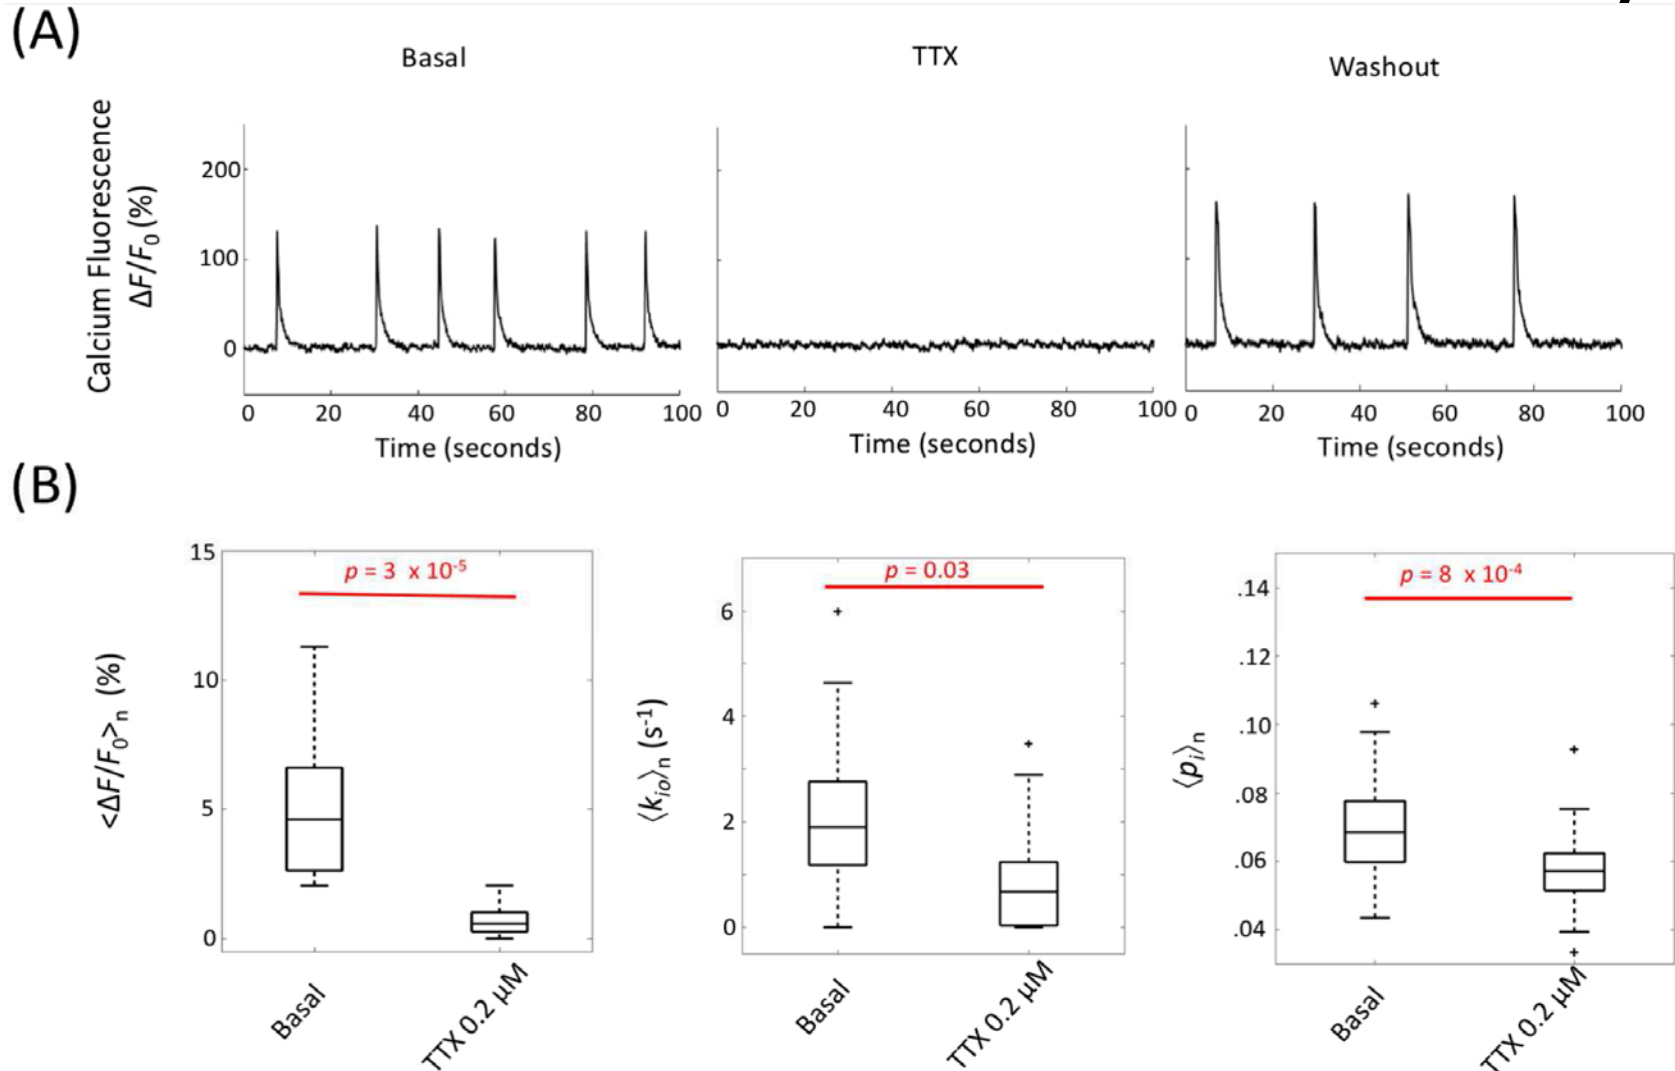 (A)
Basal
TTX
Washout
Calcium Fluorescence
ΔF/F0 (%)
200
100
0
0 20 40 60 80 100
Time (seconds)
0 20 40 60 80 100
Time (seconds)
0 20 40 60 80 100
Time (seconds)
(B)
<ΔF/F0>n (%)
15
10
5
0
p = 3 x 10-5
Basal
TTX 0.2 μM
⟨kio⟩n (s-1)
6
4
2
0
p = 0.03
Basal
TTX 0.2 μM
⟨pi⟩n
.14
.12
.10
.08
.06
.04
p = 8 x 10-4
Basal
TTX 0.2 μM